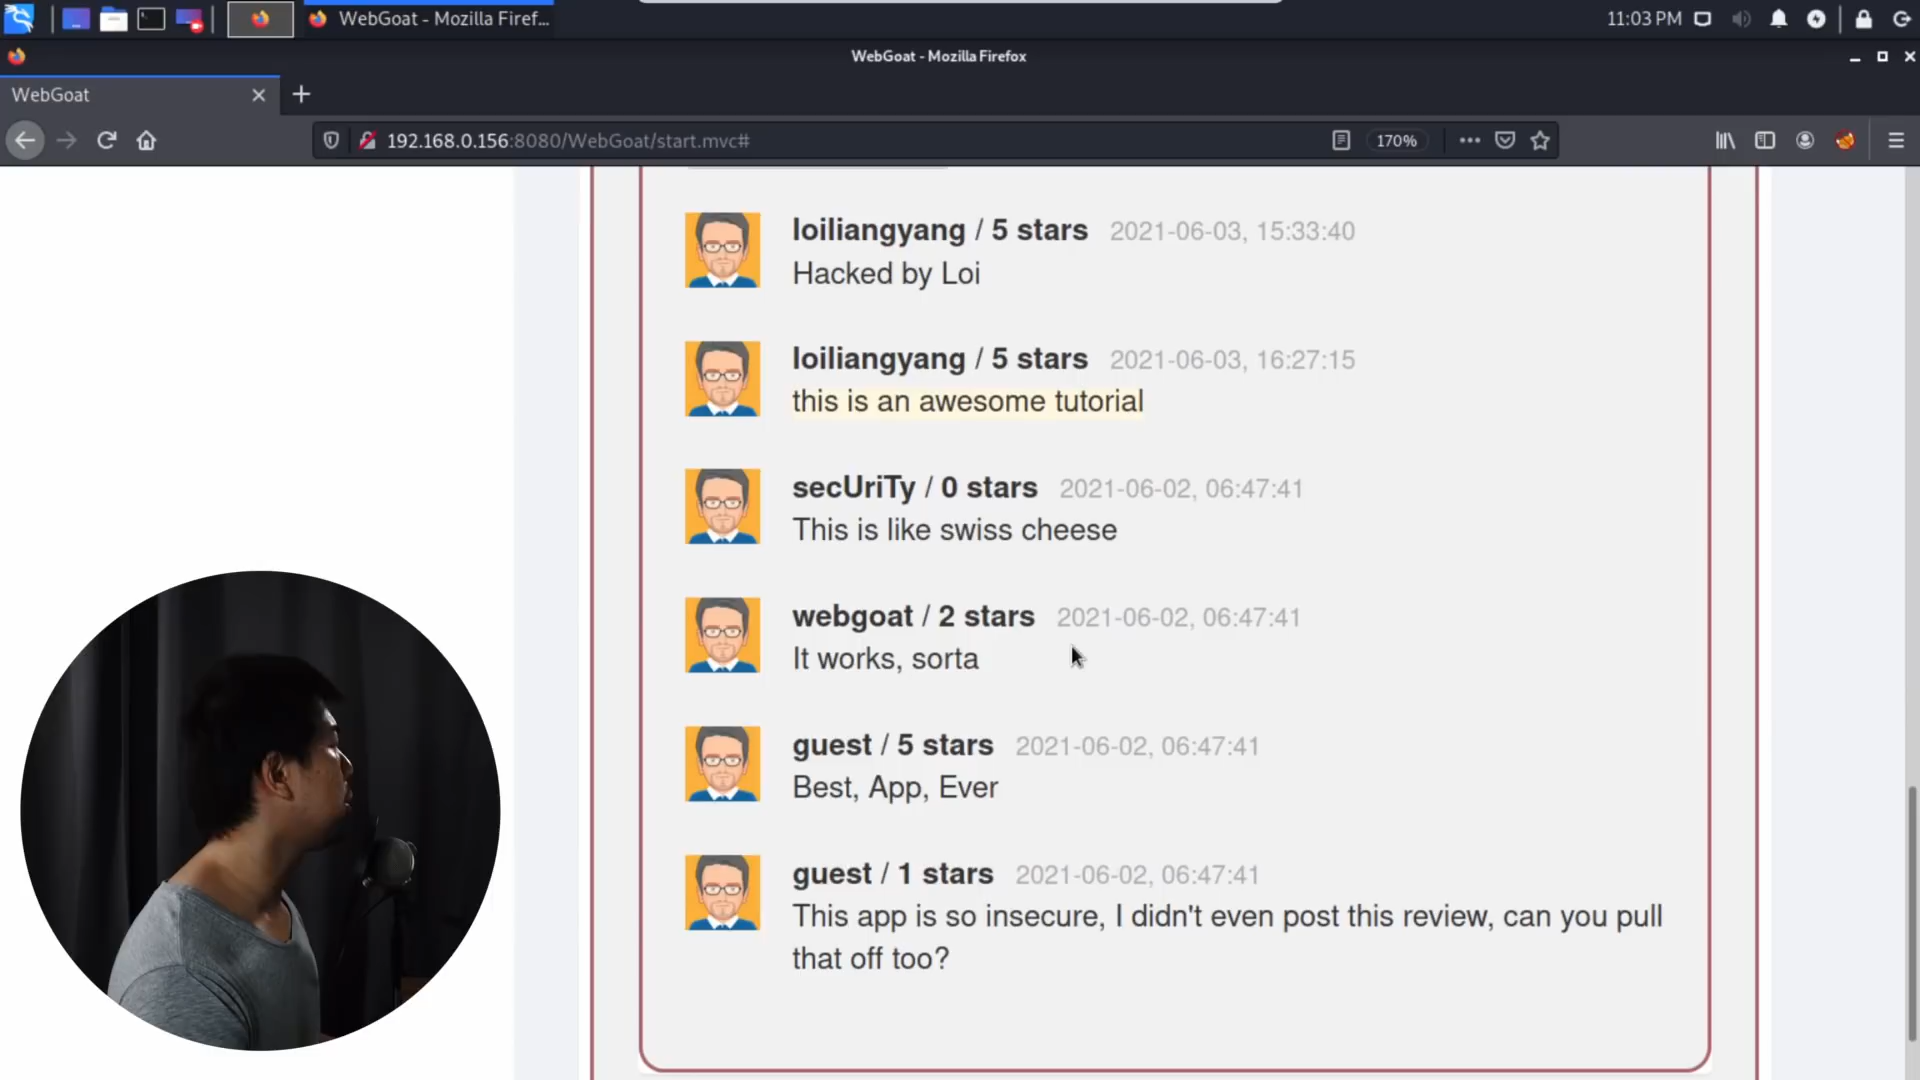 WebGoat - Mozilla Firef...
11:03 PM
WebGoat - Mozilla Firefox
WebGoat
192.168.0.156:8080/WebGoat/start.mvc#
170%
loiliangyang / 5 stars 2021-06-03, 15:33:40
Hacked by Loi
loiliangyang / 5 stars 2021-06-03, 16:27:15
this is an awesome tutorial
secUriTy / 0 stars 2021-06-02, 06:47:41
This is like swiss cheese
webgoat / 2 stars 2021-06-02, 06:47:41
It works, sorta
guest / 5 stars 2021-06-02, 06:47:41
Best, App, Ever
guest / 1 stars 2021-06-02, 06:47:41
This app is so insecure, I didn't even post this review, can you pull
that off too?